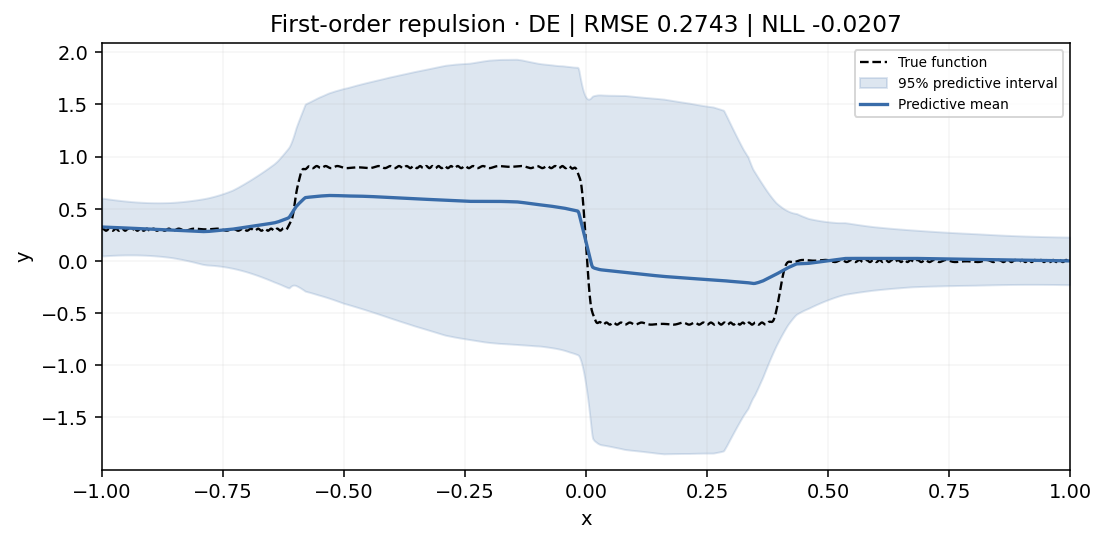 First-order repulsion · DE | RMSE 0.2743 | NLL -0.0207
True function
95% predictive interval
Predictive mean
2.0
1.5
1.0
0.5
0.0
−0.5
−1.0
−1.5
y
−1.00 −0.75 −0.50 −0.25 0.00 0.25 0.50 0.75 1.00
x